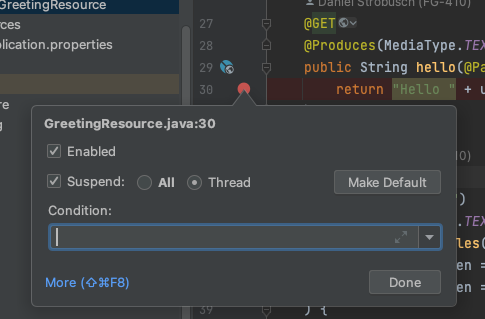 GreetingResource
Daniel Strobusch (FG-410)
rces
plication.properties
27 @GET
28 @Produces(MediaType.TEX
29 public String hello(@Pa
30 return "Hello " + u
GreetingResource.java:30
Enabled
Suspend: All Thread Make Default
Condition:
More (⇧⌘F8) Done
re
g
10)
")
.TEX
les(
en =
en =
39 ) {